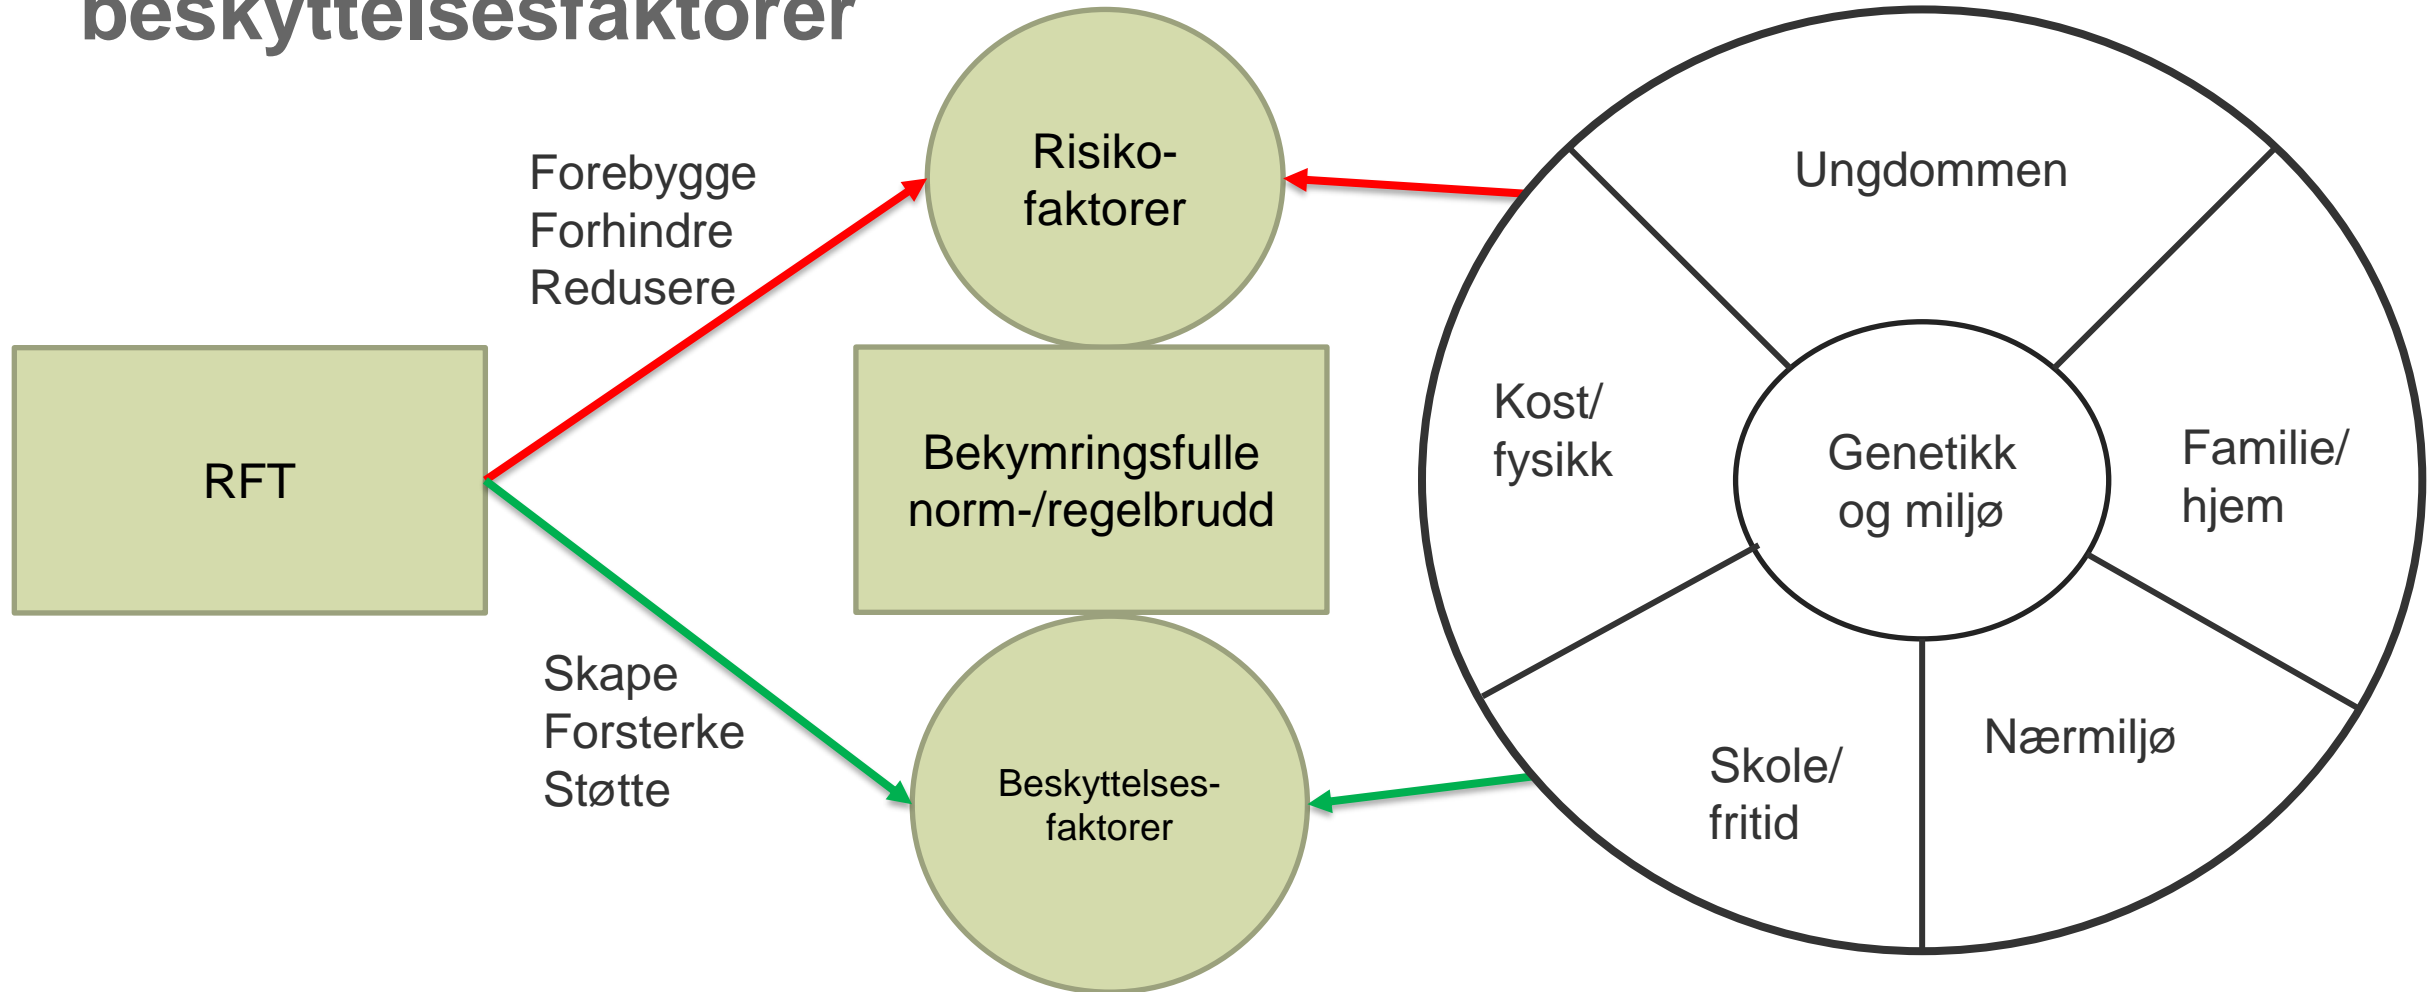 beskyttelsesfaktorer
Forebygge
Forhindre
Redusere
RFT
Skape
Forsterke
Støtte
Risiko-
faktorer
Bekymringsfulle
norm-/regelbrudd
Beskyttelses-
faktorer
Ungdommen
Kost/
fysikk
Genetikk
og miljø
Familie/
hjem
Skole/
fritid
Nærmiljø